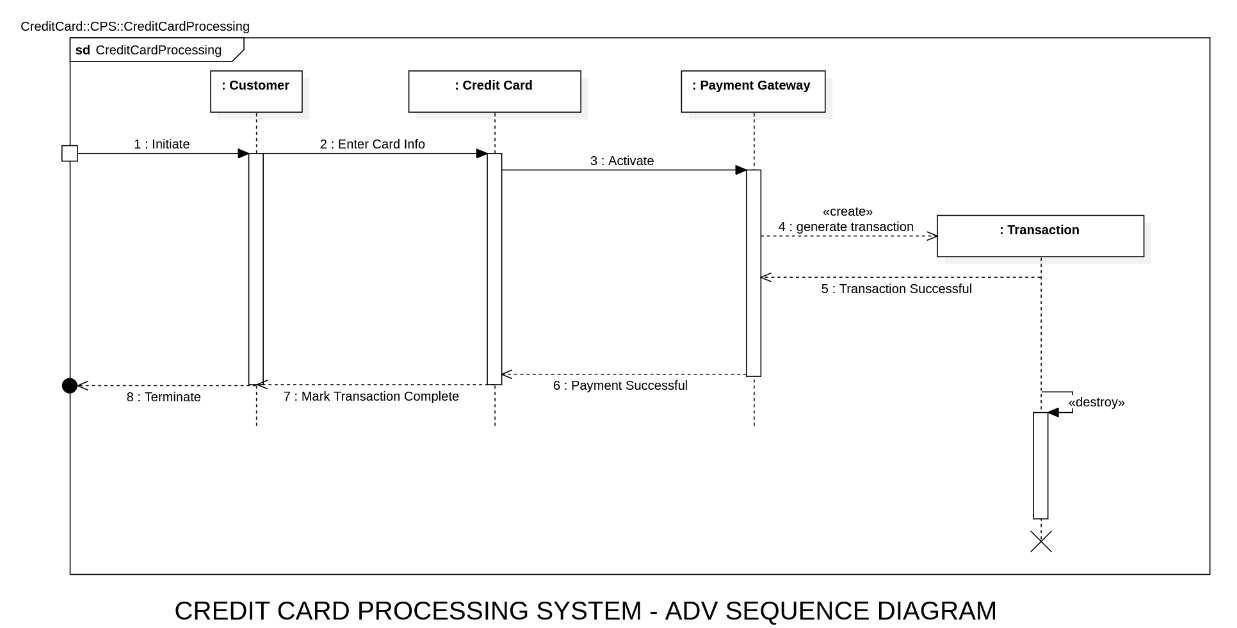 CreditCard::CPS::CreditCardProcessing
sd CreditCardProcessing
: Customer
: Credit Card
: Payment Gateway
1 : Initiate
2 : Enter Card Info
3 : Activate
«create»
4 : generate transaction
: Transaction
5 : Transaction Successful
6 : Payment Successful
7 : Mark Transaction Complete
8 : Terminate
«destroy»
CREDIT CARD PROCESSING SYSTEM - ADV SEQUENCE DIAGRAM